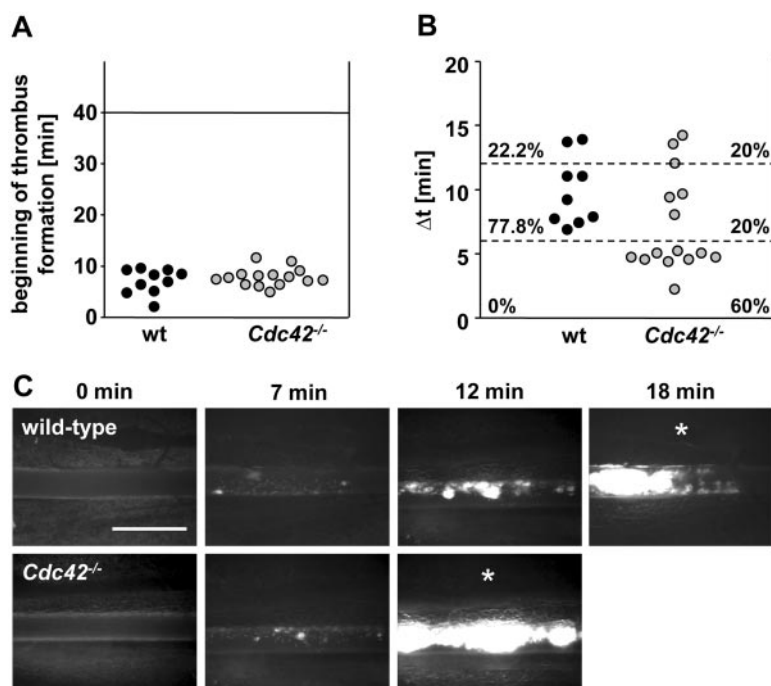 A
beginning of thrombus
formation [min]
40
30
20
10
0
wt
Cdc42-/-
B
Δt [min]
20
15
10
5
0
22.2%
20%
77.8%
20%
0%
60%
wt
Cdc42-/-
C
0 min
7 min
12 min
18 min
wild-type
*
Cdc42-/-
*